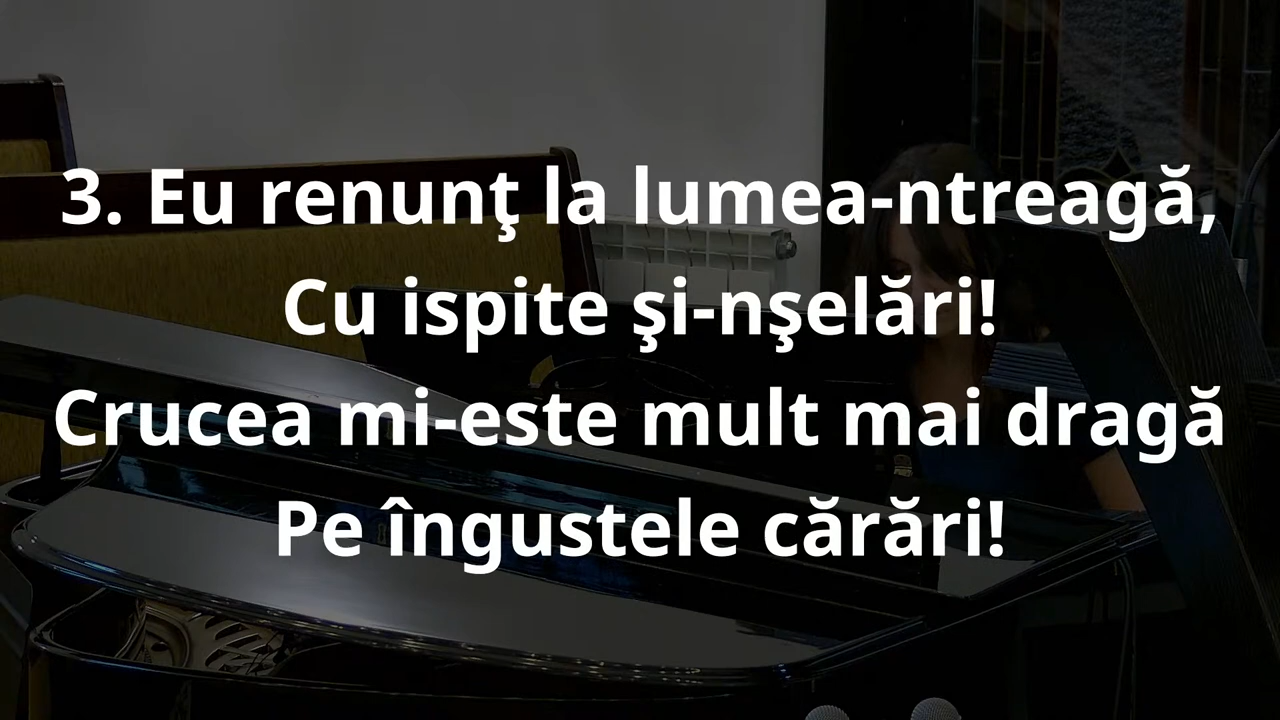 3. Eu renunţ la lumea-ntreagă,
Cu ispite şi-nşelări!
Crucea mi-este mult mai dragă
Pe îngustele cărări!